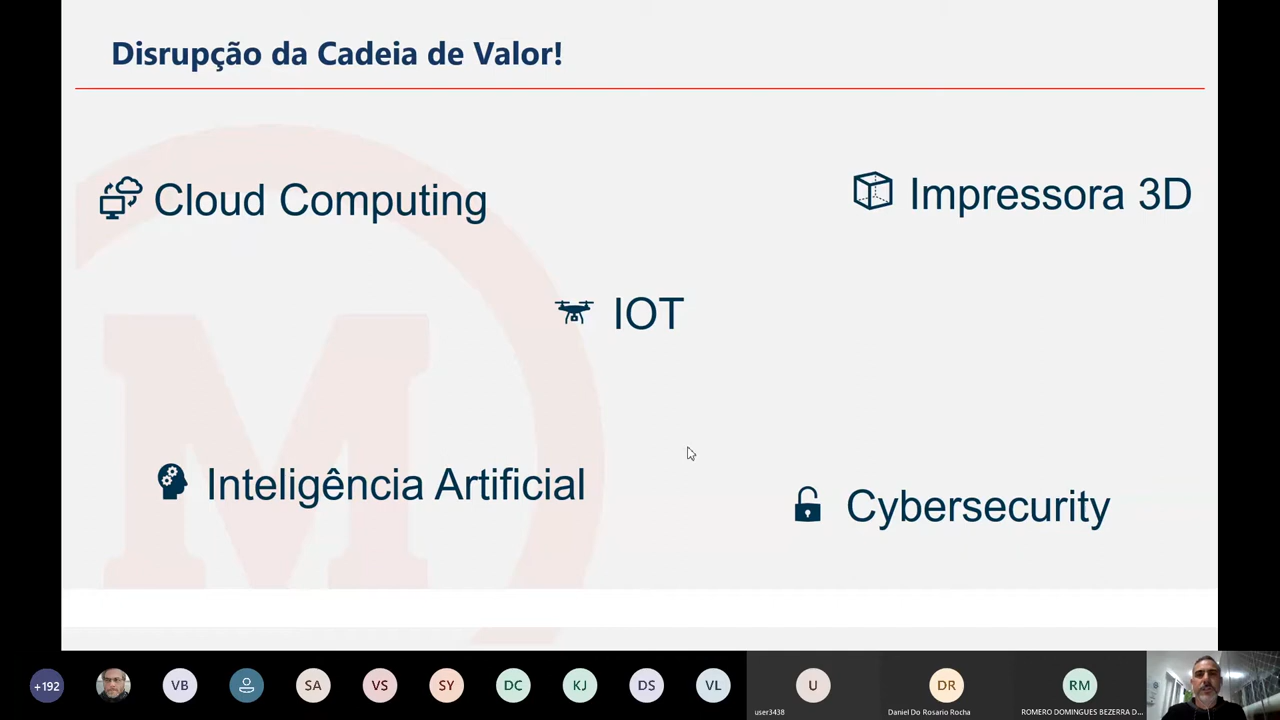 Disrupção da Cadeia de Valor!
Cloud Computing
Impressora 3D
IOT
Inteligência Artificial
Cybersecurity
M
+192
VB
SA
VS
SY
DC
KJ
DS
VL
U
DR
RM
user3438
Daniel Do Rosario Rocha
ROMERO DOMINGUES BEZERRA D...